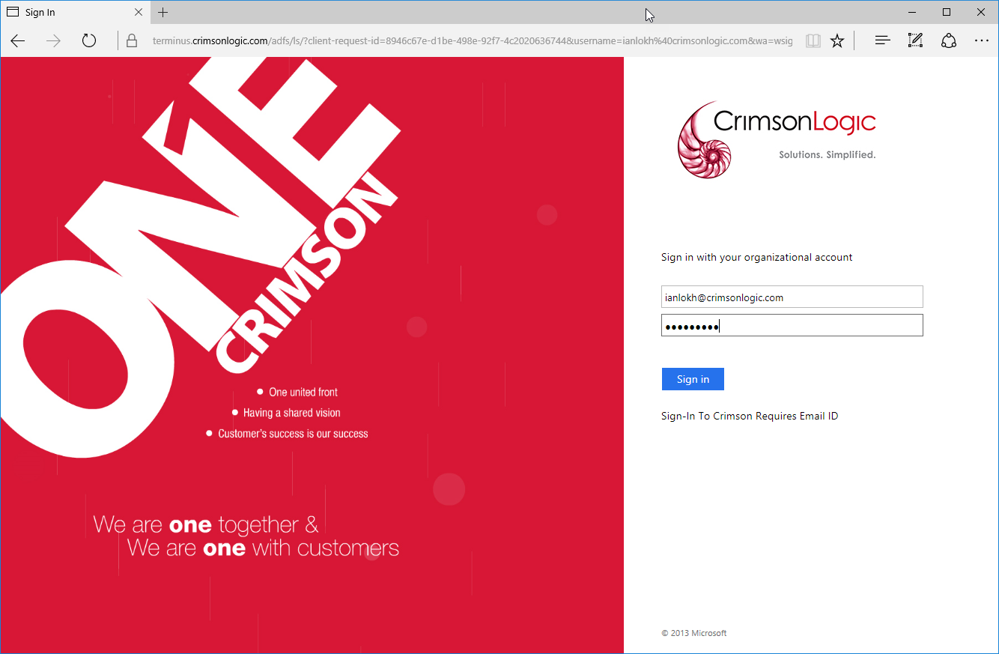 Sign In
terminus.crimsonlogic.com/adfs/ls/?client-request-id=8946c67e-d1be-498e-92f7-4c2020636744&username=ianlokh%40crimsonlogic.com&wa=wsig
ONE
CRIMSON
One united front
Having a shared vision
Customer's success is our success
We are one together &
We are one with customers
CrimsonLogic
Solutions. Simplified.
Sign in with your organizational account
ianlokh@crimsonlogic.com
●●●●●●●●●
Sign in
Sign-In To Crimson Requires Email ID
© 2013 Microsoft